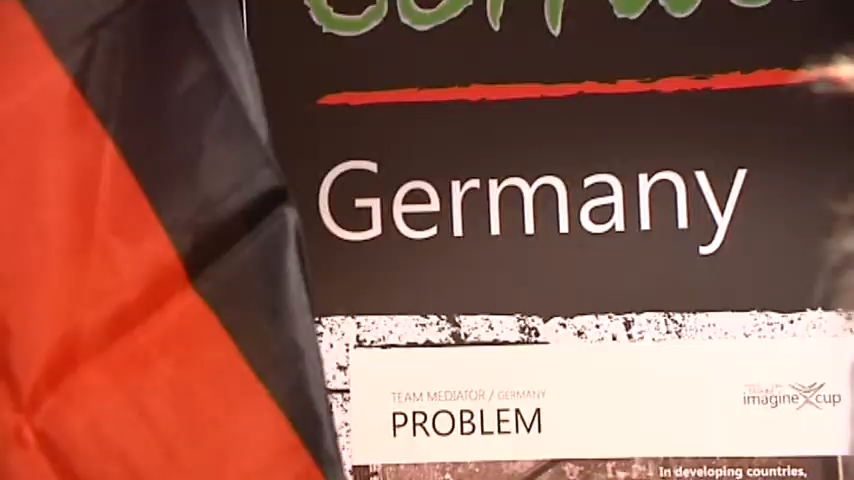 Germany
TEAM MEDIATOR / GERMANY
PROBLEM
imagine cup
In developing countries,